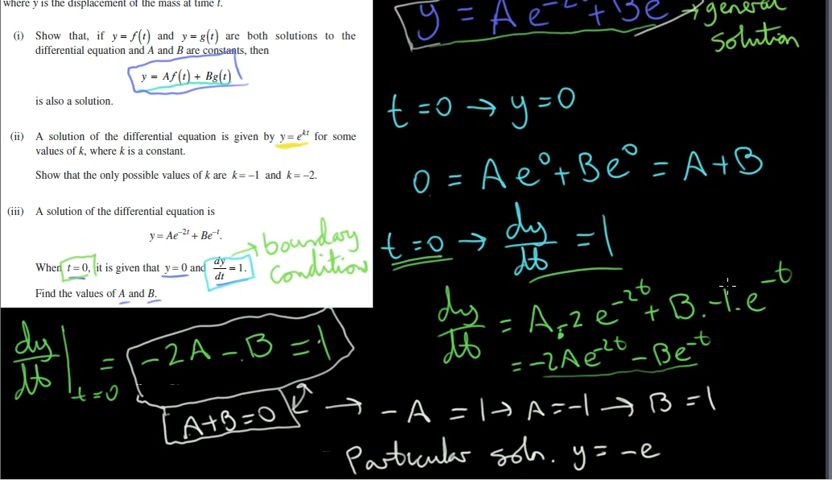 where y is the displacement of the mass at time t.
(i) Show that, if y = f(t) and y = g(t) are both solutions to the
differential equation and A and B are constants, then
y = Af(t) + Bg(t)
is also a solution.
(ii) A solution of the differential equation is given by y = e^{kt} for some
values of k, where k is a constant.
Show that the only possible values of k are k = −1 and k = −2.
(iii) A solution of the differential equation is
y = Ae^{−2t} + Be^{−t}.
When t = 0, it is given that y = 0 and dy/dt = 1.
Find the values of A and B.
boundary
condition
y = Ae^{-2t} + Be
general
solution
t=0 → y=0
0 = Ae^0 + Be^0 = A+B
t=0 → dy/dt = 1
dy/dt = A.-2e^{-2t} + B.-1.e^{-t}
= -2Ae^{-2t} - Be^{-t}
dy/dt|_{t=0} = -2A - B = 1
A+B=0 → -A = 1 → A=-1 → B=1
Particular soln. y = -e